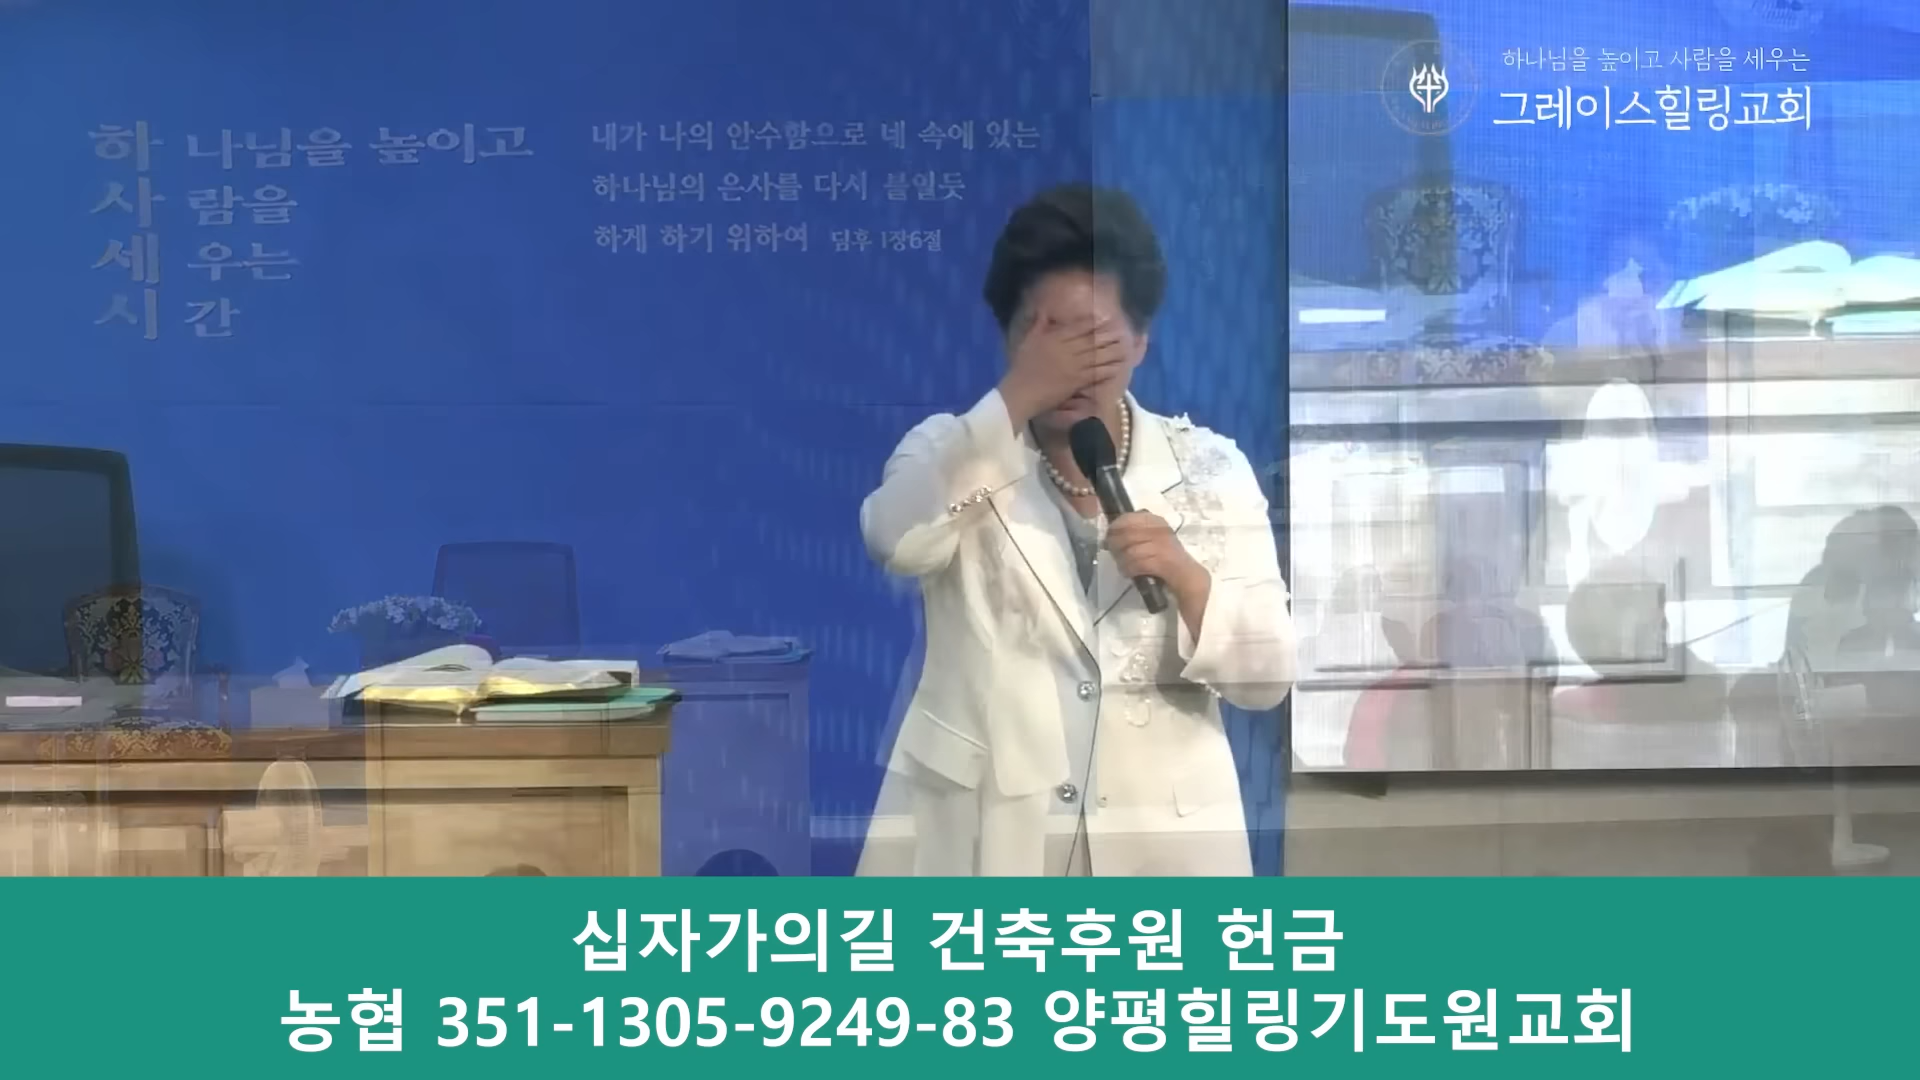 하나님을 높이고
사람을
세우는
시간
내가 나의 안수함으로 네 속에 있는
하나님의 은사를 다시 불일듯
하게 하기 위하여 딤후 1장6절
하나님을 높이고 사람을 세우는
그레이스힐링교회
십자가의길 건축후원 헌금
농협 351-1305-9249-83 양평힐링기도원교회